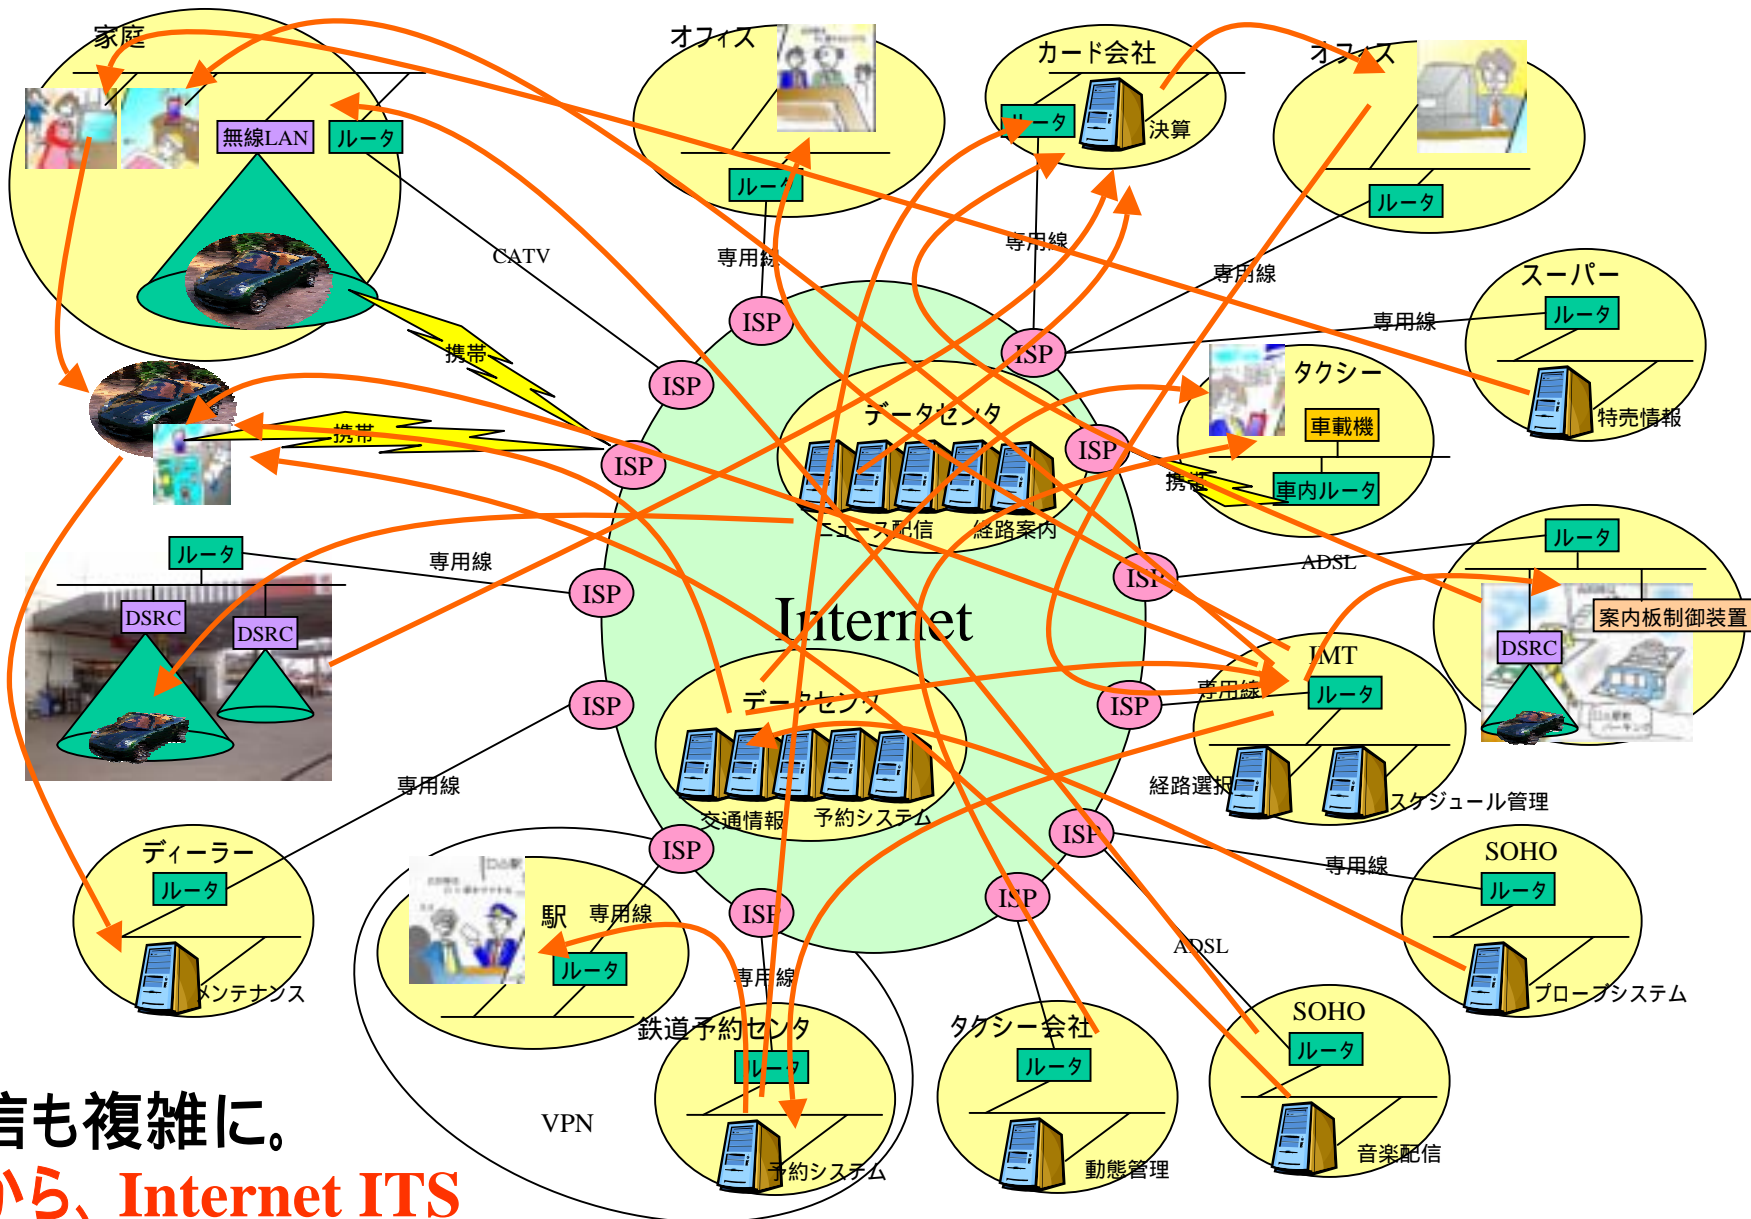 家庭
無線LAN
ルータ
オフィス
ルータ
カード会社
ルータ
決算
オフィス
ルータ
CATV
専用線
専用線
専用線
専用線
スーパー
ルータ
特売情報
ISP
ISP
ISP
ISP
ISP
ISP
ISP
ISP
ISP
ISP
ISP
ISP
ISP
携帯
携帯
携帯
タクシー
車載機
車内ルータ
データセンタ
ニュース配信
経路案内
Internet
データセンタ
交通情報
予約システム
ルータ
専用線
DSRC
DSRC
ADSL
ルータ
案内板制御装置
DSRC
IMT
専用線
ルータ
経路選択
スケジュール管理
専用線
ディーラー
ルータ
メンテナンス
駅
専用線
ルータ
専用線
鉄道予約センタ
ルータ
予約システム
VPN
タクシー会社
ルータ
動態管理
ADSL
SOHO
ルータ
音楽配信
専用線
SOHO
ルータ
プローブシステム
信も複雑に。
から、Internet ITS